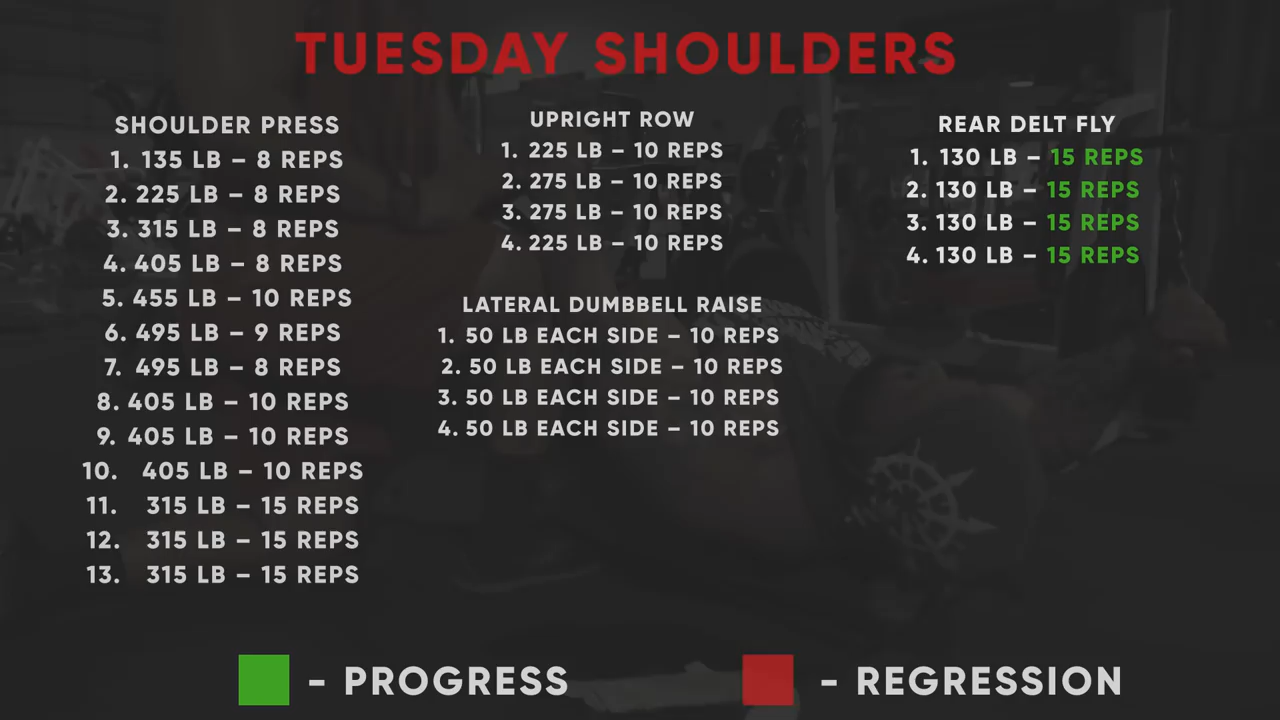 TUESDAY SHOULDERS
SHOULDER PRESS
1. 135 LB – 8 REPS
2. 225 LB – 8 REPS
3. 315 LB – 8 REPS
4. 405 LB – 8 REPS
5. 455 LB – 10 REPS
6. 495 LB – 9 REPS
7. 495 LB – 8 REPS
8. 405 LB – 10 REPS
9. 405 LB – 10 REPS
10. 405 LB – 10 REPS
11. 315 LB – 15 REPS
12. 315 LB – 15 REPS
13. 315 LB – 15 REPS
UPRIGHT ROW
1. 225 LB – 10 REPS
2. 275 LB – 10 REPS
3. 275 LB – 10 REPS
4. 225 LB – 10 REPS
LATERAL DUMBBELL RAISE
1. 50 LB EACH SIDE – 10 REPS
2. 50 LB EACH SIDE – 10 REPS
3. 50 LB EACH SIDE – 10 REPS
4. 50 LB EACH SIDE – 10 REPS
REAR DELT FLY
1. 130 LB – 15 REPS
2. 130 LB – 15 REPS
3. 130 LB – 15 REPS
4. 130 LB – 15 REPS
- PROGRESS
- REGRESSION